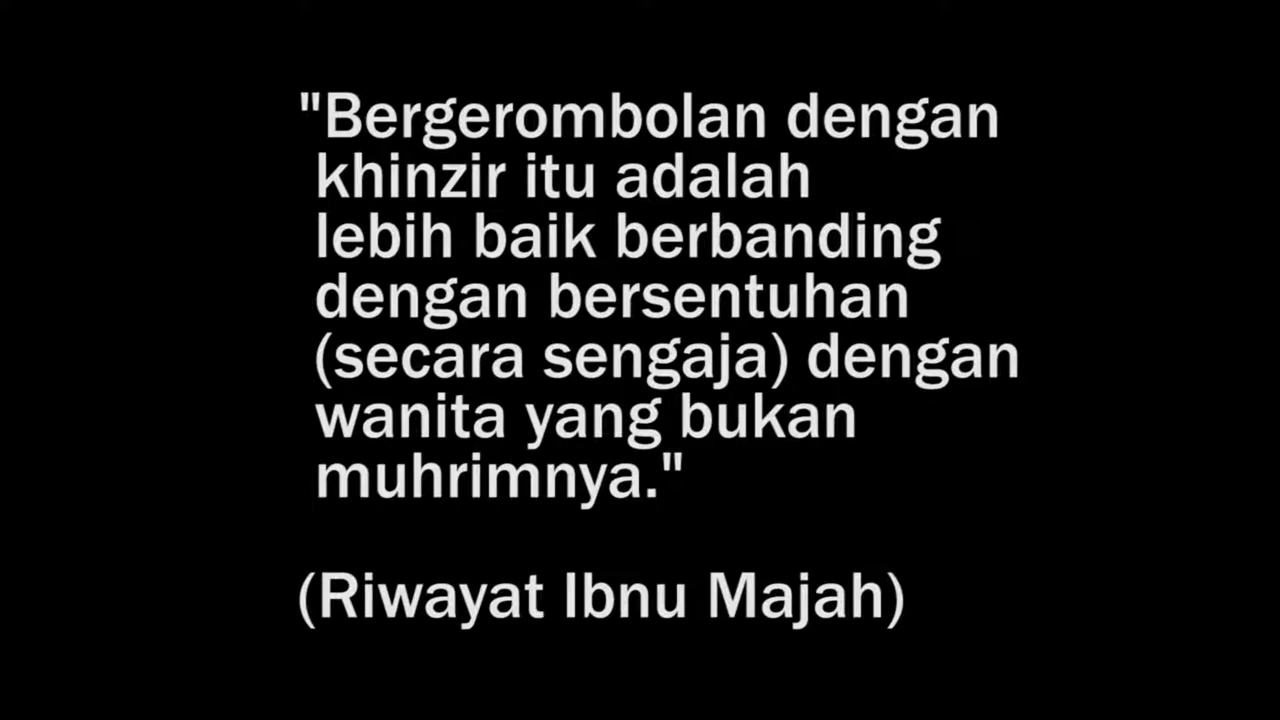 "Bergerombolan dengan
khinzir itu adalah
lebih baik berbanding
dengan bersentuhan
(secara sengaja) dengan
wanita yang bukan
muhrimnya."
(Riwayat Ibnu Majah)